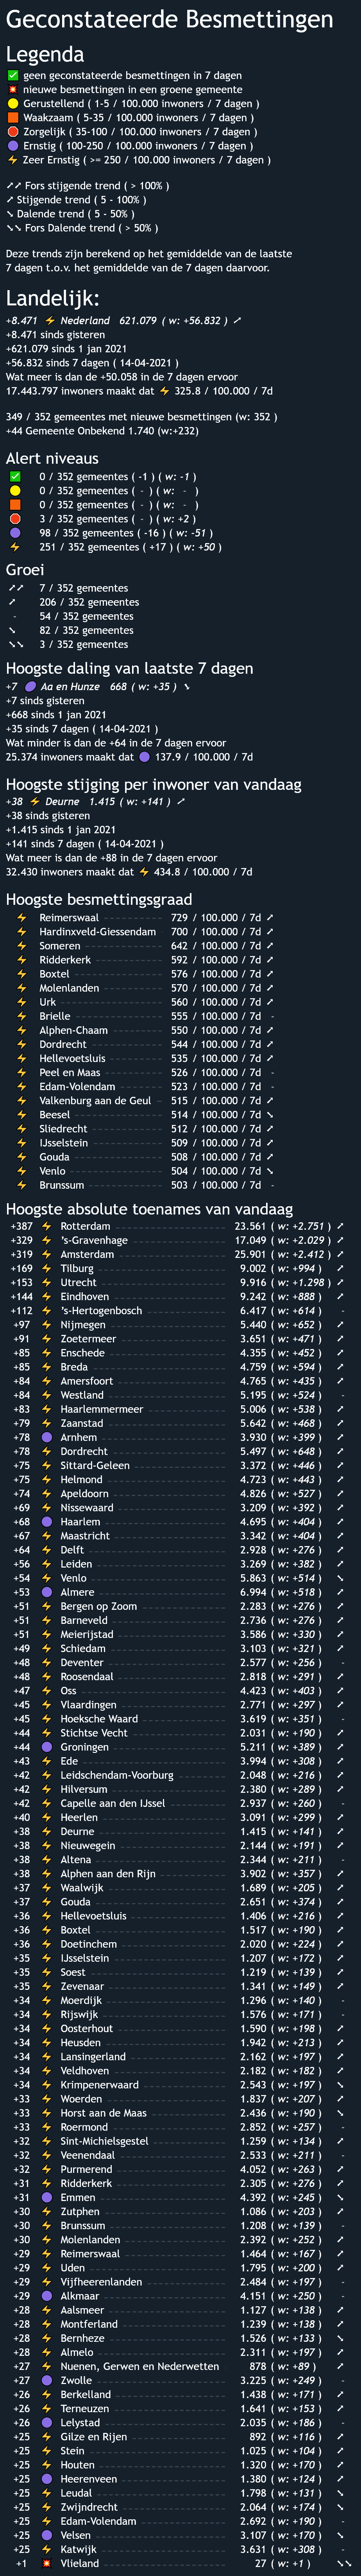 Geconstateerde Besmettingen
Legenda
✅ geen geconstateerde besmettingen in 7 dagen
💥 nieuwe besmettingen in een groene gemeente
🟡 Gerustellend ( 1-5 / 100.000 inwoners / 7 dagen )
🟧 Waakzaam ( 5-35 / 100.000 inwoners / 7 dagen )
🔴 Zorgelijk ( 35-100 / 100.000 inwoners / 7 dagen )
🟣 Ernstig ( 100-250 / 100.000 inwoners / 7 dagen )
⚡ Zeer Ernstig ( >= 250 / 100.000 inwoners / 7 dagen )
↗↗ Fors stijgende trend ( > 100% )
↗ Stijgende trend ( 5 - 100% )
↘ Dalende trend ( 5 - 50% )
↘↘ Fors Dalende trend ( > 50% )
Deze trends zijn berekend op het gemiddelde van de laatste
7 dagen t.o.v. het gemiddelde van de 7 dagen daarvoor.
Landelijk:
+8.471 ⚡ Nederland 621.079 ( w: +56.832 ) ↗
+8.471 sinds gisteren
+621.079 sinds 1 jan 2021
+56.832 sinds 7 dagen ( 14-04-2021 )
Wat meer is dan de +50.058 in de 7 dagen ervoor
17.443.797 inwoners maakt dat ⚡ 325.8 / 100.000 / 7d
349 / 352 gemeentes met nieuwe besmettingen (w: 352 )
+44 Gemeente Onbekend 1.740 (w:+232)
Alert niveaus
✅ 0 / 352 gemeentes ( -1 ) ( w: -1 )
🟡 0 / 352 gemeentes ( - ) ( w: - )
🟧 0 / 352 gemeentes ( - ) ( w: - )
🔴 3 / 352 gemeentes ( - ) ( w: +2 )
🟣 98 / 352 gemeentes ( -16 ) ( w: -51 )
⚡ 251 / 352 gemeentes ( +17 ) ( w: +50 )
Groei
↗↗ 7 / 352 gemeentes
↗ 206 / 352 gemeentes
- 54 / 352 gemeentes
↘ 82 / 352 gemeentes
↘↘ 3 / 352 gemeentes
Hoogste daling van laatste 7 dagen
+7 🟣 Aa en Hunze 668 ( w: +35 ) ↘
+7 sinds gisteren
+668 sinds 1 jan 2021
+35 sinds 7 dagen ( 14-04-2021 )
Wat minder is dan de +64 in de 7 dagen ervoor
25.374 inwoners maakt dat 🟣 137.9 / 100.000 / 7d
Hoogste stijging per inwoner van vandaag
+38 ⚡ Deurne 1.415 ( w: +141 ) ↗
+38 sinds gisteren
+1.415 sinds 1 jan 2021
+141 sinds 7 dagen ( 14-04-2021 )
Wat meer is dan de +88 in de 7 dagen ervoor
32.430 inwoners maakt dat ⚡ 434.8 / 100.000 / 7d
Hoogste besmettingsgraad
⚡ Reimerswaal 729 / 100.000 / 7d ↗
⚡ Hardinxveld-Giessendam 700 / 100.000 / 7d ↗
⚡ Someren 642 / 100.000 / 7d ↗
⚡ Ridderkerk 592 / 100.000 / 7d ↗
⚡ Boxtel 576 / 100.000 / 7d ↗
⚡ Molenlanden 570 / 100.000 / 7d ↗
⚡ Urk 560 / 100.000 / 7d ↗
⚡ Brielle 555 / 100.000 / 7d -
⚡ Alphen-Chaam 550 / 100.000 / 7d ↗
⚡ Dordrecht 544 / 100.000 / 7d ↗
⚡ Hellevoetsluis 535 / 100.000 / 7d ↗
⚡ Peel en Maas 526 / 100.000 / 7d -
⚡ Edam-Volendam 523 / 100.000 / 7d -
⚡ Valkenburg aan de Geul 515 / 100.000 / 7d ↗
⚡ Beesel 514 / 100.000 / 7d ↘
⚡ Sliedrecht 512 / 100.000 / 7d ↗
⚡ IJsselstein 509 / 100.000 / 7d ↗
⚡ Gouda 508 / 100.000 / 7d ↗
⚡ Venlo 504 / 100.000 / 7d ↘
⚡ Brunssum 503 / 100.000 / 7d -
Hoogste absolute toenames van vandaag
+387 ⚡ Rotterdam 23.561 ( w: +2.751 ) ↗
+329 ⚡ 's-Gravenhage 17.049 ( w: +2.029 ) ↗
+319 ⚡ Amsterdam 25.901 ( w: +2.412 ) ↗
+169 ⚡ Tilburg 9.002 ( w: +994 ) ↗
+153 ⚡ Utrecht 9.916 ( w: +1.298 ) ↗
+144 ⚡ Eindhoven 9.242 ( w: +888 ) ↗
+112 ⚡ 's-Hertogenbosch 6.417 ( w: +614 ) -
+97 ⚡ Nijmegen 5.440 ( w: +652 ) ↗
+91 ⚡ Zoetermeer 3.651 ( w: +471 ) ↗
+85 ⚡ Enschede 4.355 ( w: +452 ) ↗
+85 ⚡ Breda 4.759 ( w: +594 ) ↗
+84 ⚡ Amersfoort 4.765 ( w: +435 ) ↗
+84 ⚡ Westland 5.195 ( w: +524 ) -
+83 ⚡ Haarlemmermeer 5.006 ( w: +538 ) ↗
+79 ⚡ Zaanstad 5.642 ( w: +468 ) ↗
+78 🟣 Arnhem 3.930 ( w: +399 ) ↗
+78 ⚡ Dordrecht 5.497 ( w: +648 ) ↗
+75 ⚡ Sittard-Geleen 3.372 ( w: +446 ) ↗
+75 ⚡ Helmond 4.723 ( w: +443 ) ↗
+74 ⚡ Apeldoorn 4.826 ( w: +527 ) ↗
+69 ⚡ Nissewaard 3.209 ( w: +392 ) ↗
+68 🟣 Haarlem 4.695 ( w: +404 ) ↗
+67 ⚡ Maastricht 3.342 ( w: +404 ) ↗
+64 ⚡ Delft 2.928 ( w: +276 ) ↗
+56 ⚡ Leiden 3.269 ( w: +382 ) ↗
+54 ⚡ Venlo 5.863 ( w: +514 ) ↘
+53 🟣 Almere 6.994 ( w: +518 ) ↗
+51 ⚡ Bergen op Zoom 2.283 ( w: +276 ) ↗
+51 ⚡ Barneveld 2.736 ( w: +276 ) ↗
+51 ⚡ Meierijstad 3.586 ( w: +330 ) ↗
+49 ⚡ Schiedam 3.103 ( w: +321 ) ↗
+48 ⚡ Deventer 2.577 ( w: +256 ) -
+48 ⚡ Roosendaal 2.818 ( w: +291 ) ↗
+47 ⚡ Oss 4.423 ( w: +403 ) ↗
+45 ⚡ Vlaardingen 2.771 ( w: +297 ) ↗
+45 ⚡ Hoeksche Waard 3.619 ( w: +351 ) -
+44 ⚡ Stichtse Vecht 2.031 ( w: +190 ) ↗
+44 🟣 Groningen 5.211 ( w: +389 ) ↗
+43 ⚡ Ede 3.994 ( w: +308 ) ↗
+42 ⚡ Leidschendam-Voorburg 2.048 ( w: +216 ) ↗
+42 ⚡ Hilversum 2.380 ( w: +289 ) ↗
+42 ⚡ Capelle aan den IJssel 2.937 ( w: +260 ) -
+40 ⚡ Heerlen 3.091 ( w: +299 ) ↗
+38 ⚡ Deurne 1.415 ( w: +141 ) ↗
+38 ⚡ Nieuwegein 2.144 ( w: +191 ) ↗
+38 ⚡ Altena 2.344 ( w: +211 ) -
+38 ⚡ Alphen aan den Rijn 3.902 ( w: +357 ) ↗
+37 ⚡ Waalwijk 1.689 ( w: +205 ) ↗
+37 ⚡ Gouda 2.651 ( w: +374 ) ↗
+36 ⚡ Hellevoetsluis 1.406 ( w: +216 ) ↗
+36 ⚡ Boxtel 1.517 ( w: +190 ) ↗
+36 ⚡ Doetinchem 2.020 ( w: +224 ) ↗
+35 ⚡ IJsselstein 1.207 ( w: +172 ) ↗
+35 ⚡ Soest 1.219 ( w: +139 ) ↗
+35 ⚡ Zevenaar 1.341 ( w: +149 ) ↗
+34 ⚡ Moerdijk 1.296 ( w: +140 ) -
+34 ⚡ Rijswijk 1.576 ( w: +171 ) -
+34 ⚡ Oosterhout 1.590 ( w: +198 ) ↗
+34 ⚡ Heusden 1.942 ( w: +213 ) ↗
+34 ⚡ Lansingerland 2.162 ( w: +197 ) ↗
+34 ⚡ Veldhoven 2.182 ( w: +182 ) ↗
+34 ⚡ Krimpenerwaard 2.543 ( w: +197 ) ↘
+33 ⚡ Woerden 1.837 ( w: +207 ) ↗
+33 ⚡ Horst aan de Maas 2.436 ( w: +190 ) ↘
+33 ⚡ Roermond 2.852 ( w: +257 ) -
+32 ⚡ Sint-Michielsgestel 1.259 ( w: +134 ) ↗
+32 ⚡ Veenendaal 2.533 ( w: +211 ) -
+32 ⚡ Purmerend 4.052 ( w: +263 ) ↗
+31 ⚡ Ridderkerk 2.305 ( w: +276 ) ↗
+31 🟣 Emmen 4.392 ( w: +245 ) ↘
+30 ⚡ Zutphen 1.086 ( w: +203 ) ↗
+30 ⚡ Brunssum 1.208 ( w: +139 ) -
+30 ⚡ Molenlanden 2.392 ( w: +252 ) ↗
+29 ⚡ Reimerswaal 1.464 ( w: +167 ) ↗
+29 ⚡ Uden 1.795 ( w: +200 ) ↗
+29 ⚡ Vijfheerenlanden 2.484 ( w: +197 ) -
+29 🟣 Alkmaar 4.151 ( w: +250 ) -
+28 ⚡ Aalsmeer 1.127 ( w: +138 ) ↗
+28 ⚡ Montferland 1.239 ( w: +138 ) ↗
+28 ⚡ Bernheze 1.526 ( w: +133 ) ↘
+28 ⚡ Almelo 2.311 ( w: +197 ) ↗
+27 ⚡ Nuenen, Gerwen en Nederwetten 878 ( w: +89 ) ↗
+27 🟣 Zwolle 3.225 ( w: +249 ) -
+26 ⚡ Berkelland 1.438 ( w: +171 ) ↗
+26 ⚡ Terneuzen 1.641 ( w: +153 ) ↗
+26 🟣 Lelystad 2.035 ( w: +186 ) -
+25 ⚡ Gilze en Rijen 892 ( w: +116 ) ↗
+25 ⚡ Stein 1.025 ( w: +104 ) ↗
+25 ⚡ Houten 1.320 ( w: +170 ) ↗
+25 🟣 Heerenveen 1.380 ( w: +124 ) ↗
+25 ⚡ Leudal 1.798 ( w: +131 ) ↘
+25 ⚡ Zwijndrecht 2.064 ( w: +174 ) ↘
+25 ⚡ Edam-Volendam 2.692 ( w: +190 ) -
+25 🟣 Velsen 3.107 ( w: +170 ) ↘
+25 ⚡ Katwijk 3.631 ( w: +308 ) ↗
+1 💥 Vlieland 27 ( w: +1 ) ↘↘